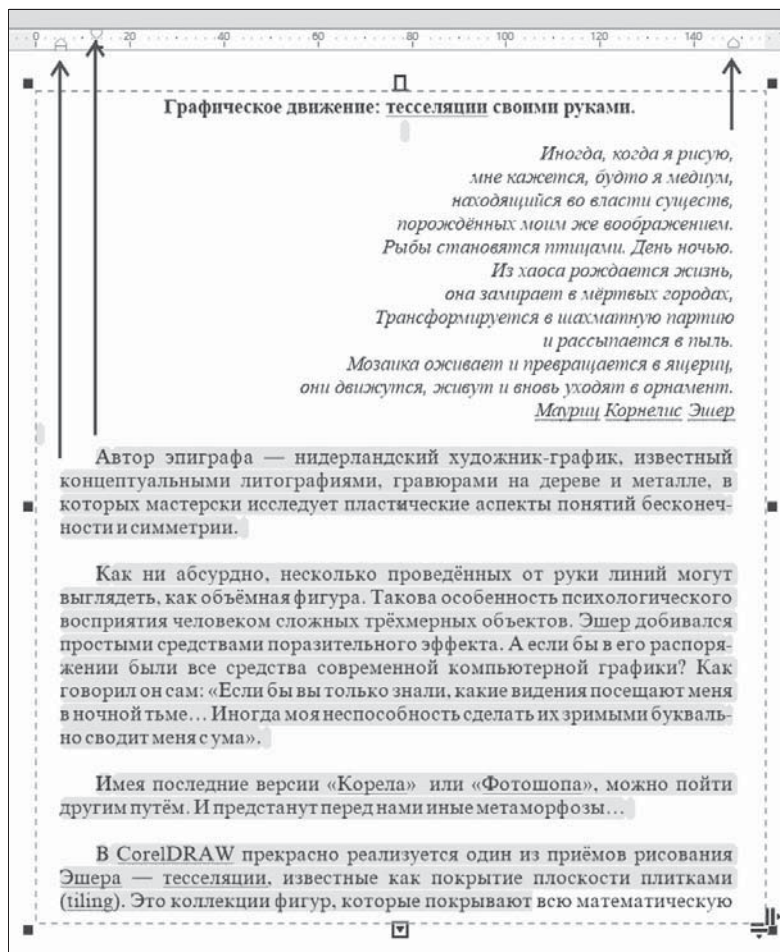 0 20 40 60 80 100 120 140
Графическое движение: тесселяции своими руками.
Иногда, когда я рисую,
мне кажется, будто я медиум,
находящийся во власти существ,
порождённых моим же воображением.
Рыбы становятся птицами. День ночью.
Из хаоса рождается жизнь,
она замирает в мёртвых городах,
Трансформируется в шахматную партию
и рассыпается в пыль.
Мозаика оживает и превращается в ящериц,
они движутся, живут и вновь уходят в орнамент.
Мауриц Корнелис Эшер
Автор эпиграфа — нидерландский художник-график, известный
концептуальными литографиями, гравюрами на дереве и металле, в
которых мастерски исследует пластические аспекты понятий бесконеч-
ности и симметрии.
Как ни абсурдно, несколько проведённых от руки линий могут
выглядеть, как объёмная фигура. Такова особенность психологического
восприятия человеком сложных трёхмерных объектов. Эшер добивался
простыми средствами поразительного эффекта. А если бы в его распоря-
жении были все средства современной компьютерной графики? Как
говорил он сам: «Если бы вы только знали, какие видения посещают меня
в ночной тьме... Иногда моя неспособность сделать их зримыми букваль-
но сводит меня с ума».
Имея последние версии «Корела» или «Фотошопа», можно пойти
другим путём. И предстанут перед нами иные метаморфозы...
В CorelDRAW прекрасно реализуется один из приёмов рисования
Эшера — тесселяции, известные как покрытие плоскости плитками
(tiling). Это коллекции фигур, которые покрывают всю математическую